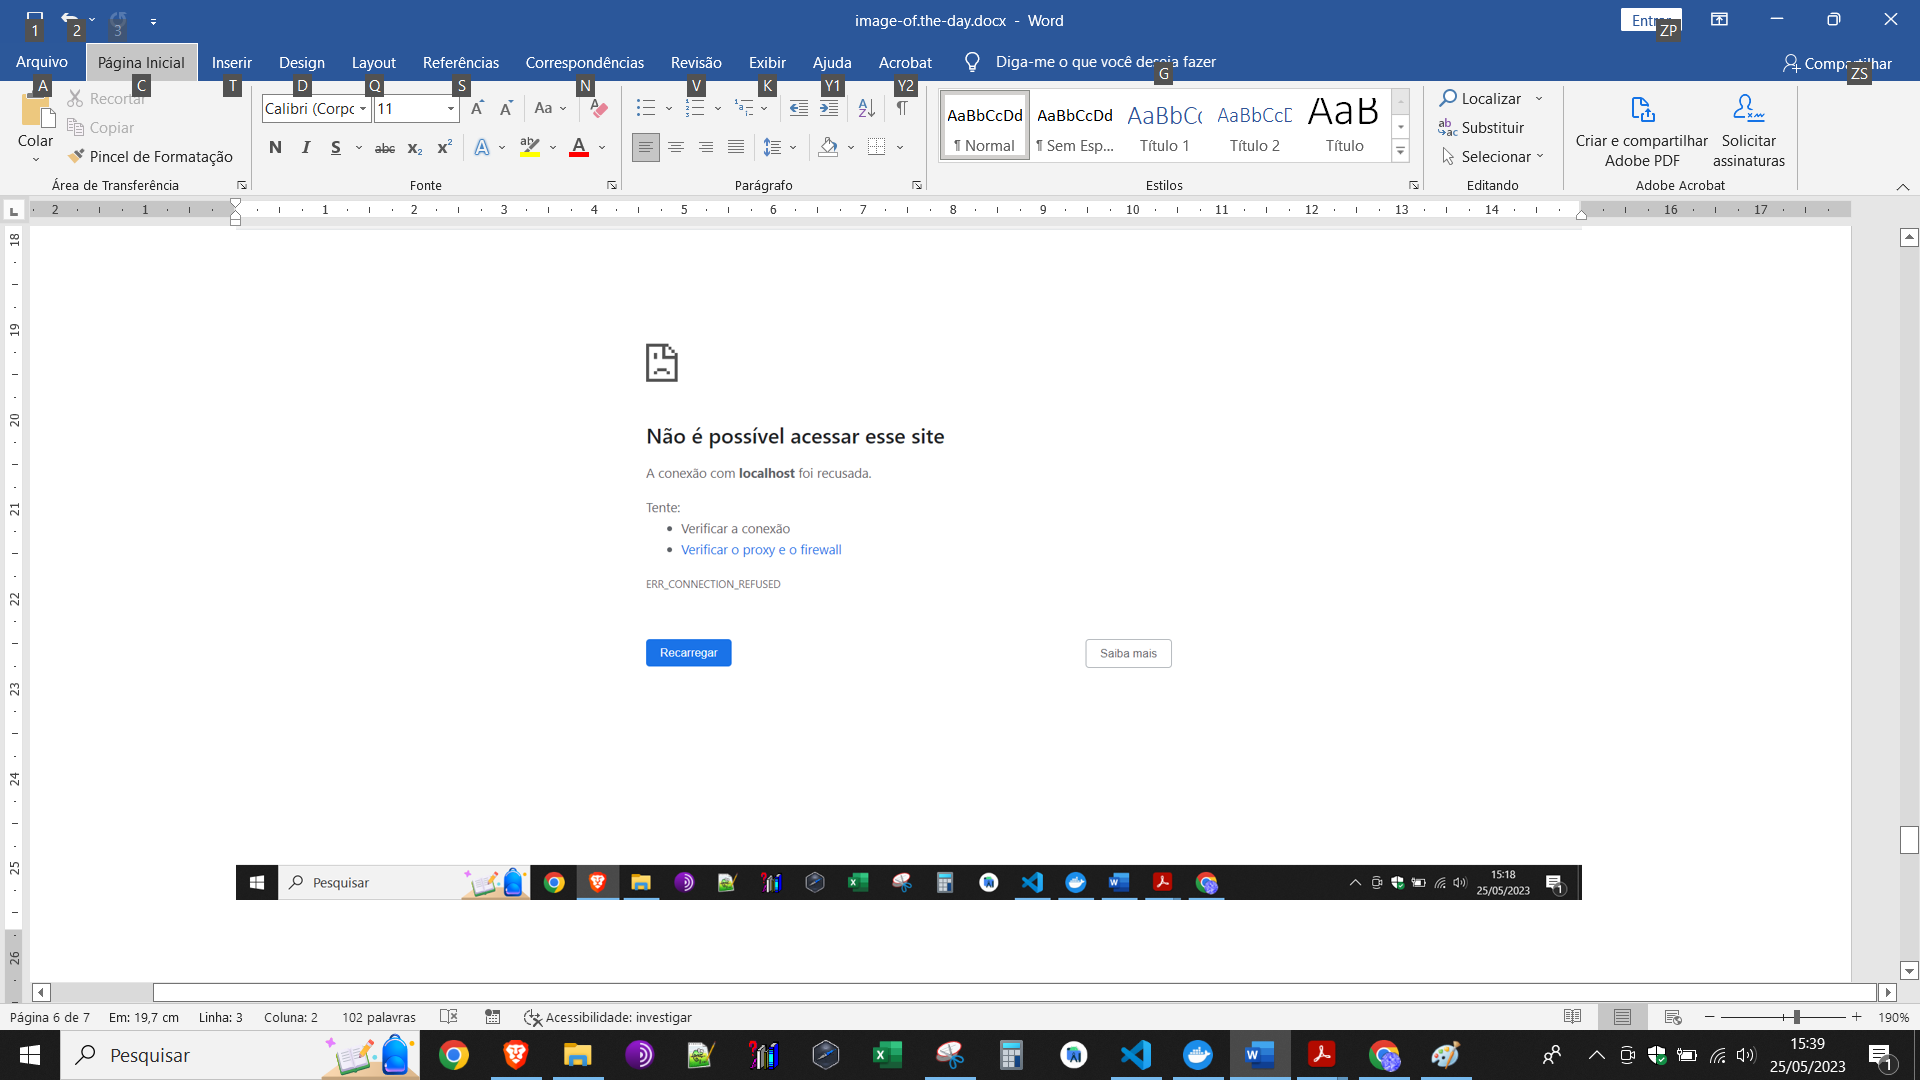 image-of.the-day.docx - Word
Entrar
1
2
3
ZP
Arquivo
Página Inicial
Inserir
Design
Layout
Referências
Correspondências
Revisão
Exibir
Ajuda
Acrobat
Diga-me o que você deseja fazer
Compartilhar
A
C
T
D
Q
S
N
V
K
Y1
Y2
G
ZS
Colar
Recortar
Copiar
Pincel de Formatação
Área de Transferência
Calibri (Corpc
11
Aa
N I S abc x₂ x² A A
Fonte
Parágrafo
AaBbCcDd
¶ Normal
AaBbCcDd
¶ Sem Esp...
AaBbCc
Título 1
AaBbCcD
Título 2
AaB
Título
Estilos
Localizar
Substituir
Selecionar
Editando
Criar e compartilhar
Adobe PDF
Solicitar
assinaturas
Adobe Acrobat
2 1 1 2 3 4 5 6 7 8 9 10 11 12 13 14 16 17
18
19
20
21
22
23
24
25
26
Não é possível acessar esse site
A conexão com localhost foi recusada.
Tente:
• Verificar a conexão
• Verificar o proxy e o firewall
ERR_CONNECTION_REFUSED
Recarregar
Saiba mais
Pesquisar
15:18
25/05/2023
1
Página 6 de 7
Em: 19,7 cm
Linha: 3
Coluna: 2
102 palavras
Acessibilidade: investigar
190%
Pesquisar
15:39
25/05/2023
1